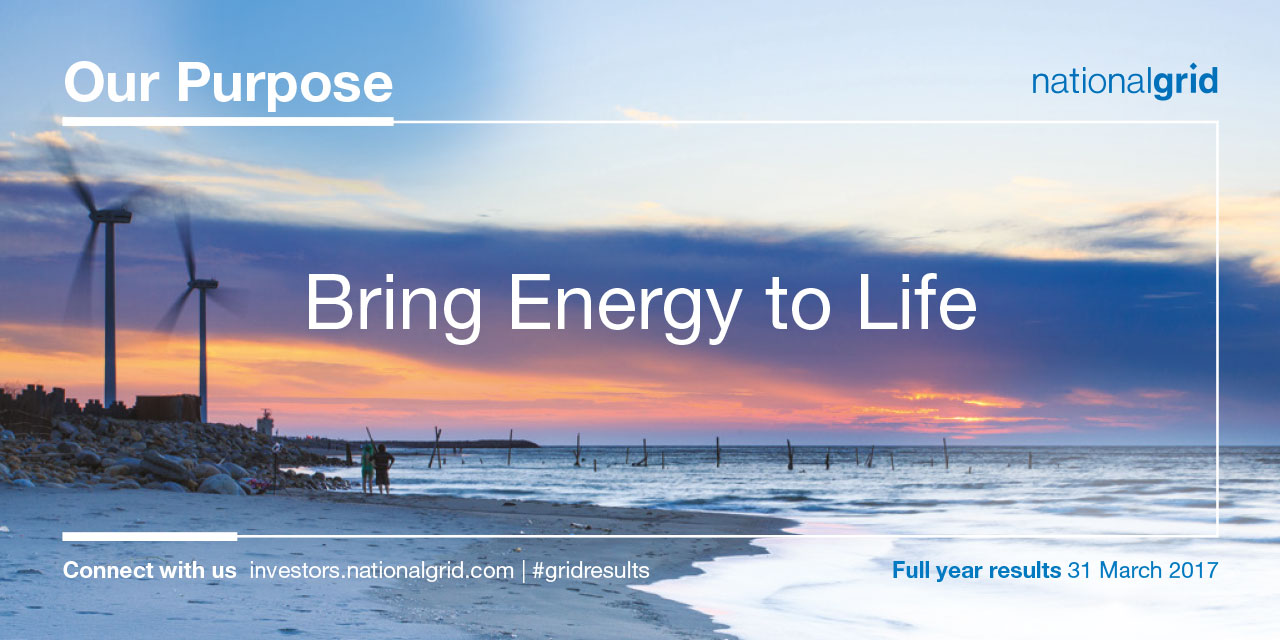 Our Purpose
nationalgrid
Bring Energy to Life
Connect with us investors.nationalgrid.com | #gridresults
Full year results 31 March 2017